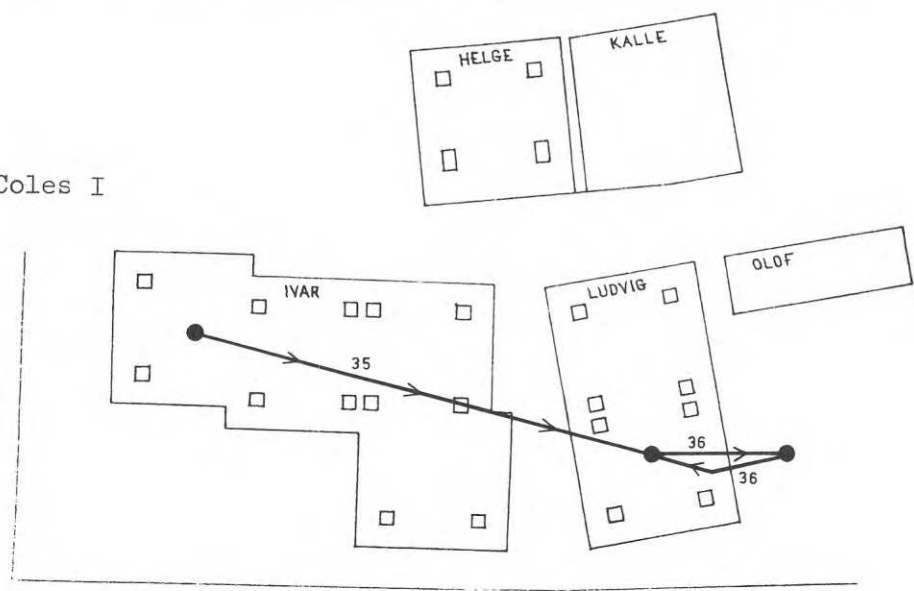 HELGE
KALLE
Coles I
IVAR
LUDVIG
OLOF
35
36
36